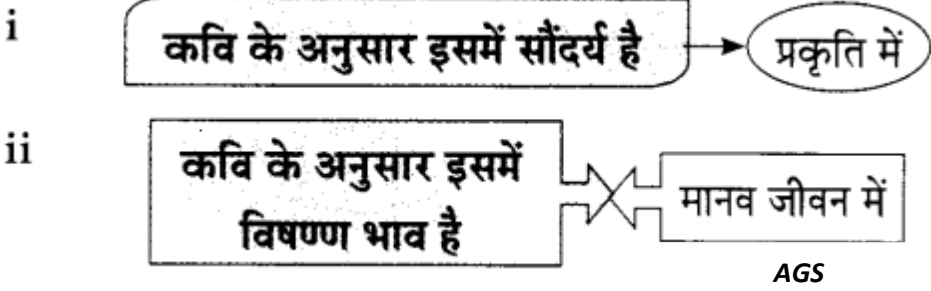 i कवि के अनुसार इसमें सौंदर्य है प्रकृति में
ii कवि के अनुसार इसमें
विषण्ण भाव है
मानव जीवन में
AGS